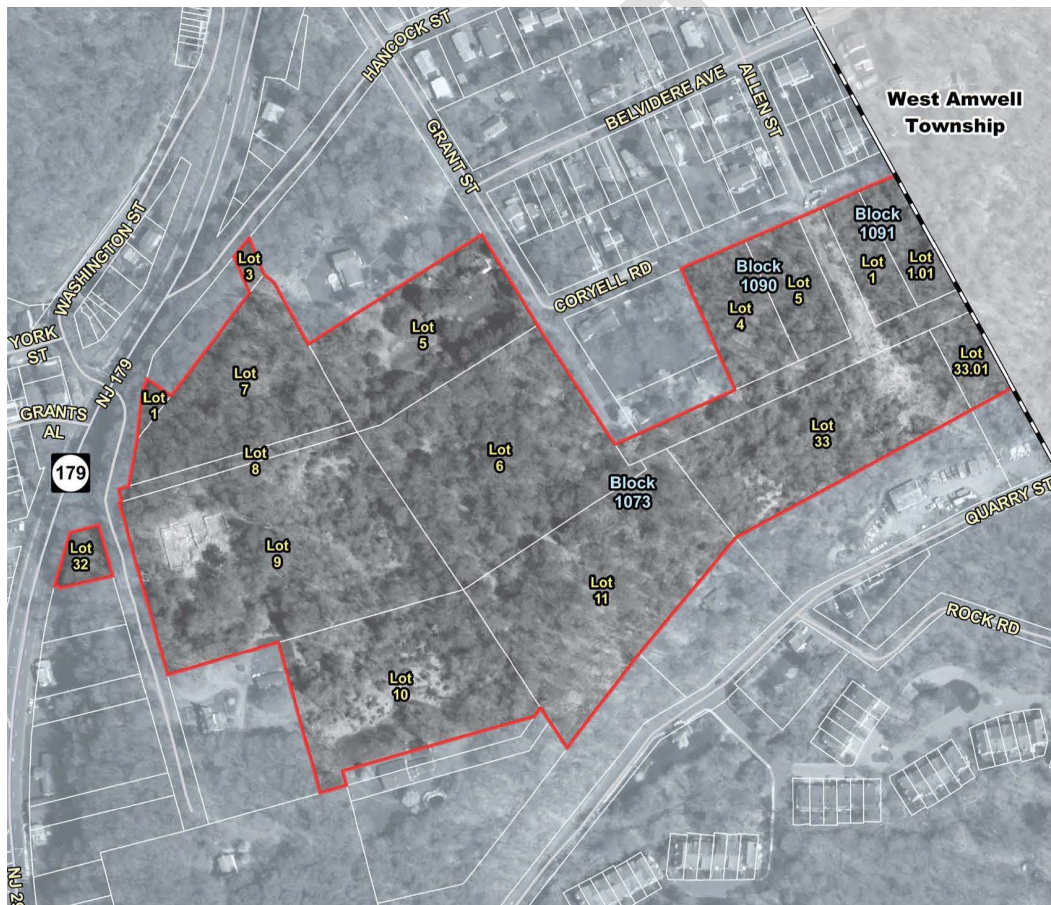 HANCOCK ST
West Amwell
Township
ALLEN ST
BELVIDERE AVE
GRANT ST
WASHINGTON ST
Block
1091
Lot
3
Lot
1
Lot
1.01
CORYELL RD
Block
1090
Lot
5
Lot
4
YORK
ST
NJ 179
Lot
5
Lot
7
Lot
33.01
Lot
1
GRANTS
AL
Lot
33
Lot
8
Lot
6
179
Block
1073
QUARRY ST
Lot
32
Lot
9
Lot
11
ROCK RD
Lot
10